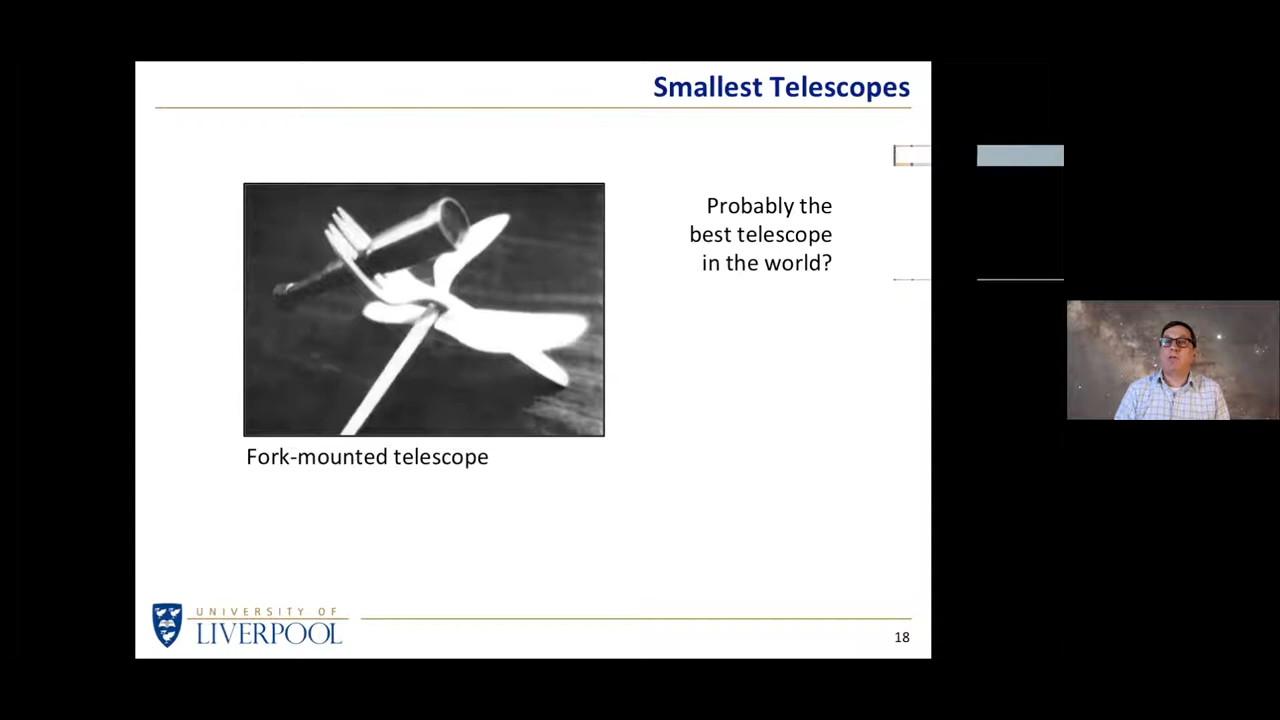 Smallest Telescopes
Probably the
best telescope
in the world?
Fork-mounted telescope
UNIVERSITY OF
LIVERPOOL
18